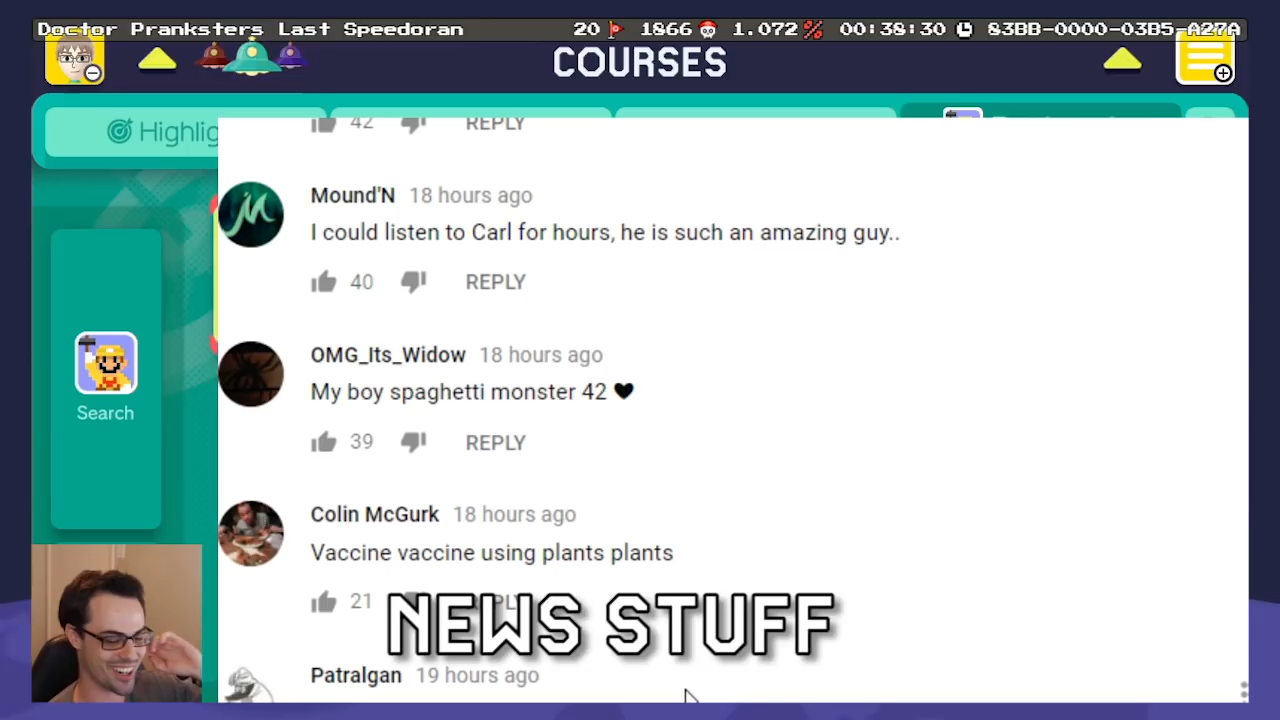 Doctor Pranksters Last Speedoran 20 1866 1.072 00:38:30 83BB-0000-03B5-A27A
COURSES
Highlig
42 REPLY
Mound'N 18 hours ago
I could listen to Carl for hours, he is such an amazing guy..
40 REPLY
OMG_Its_Widow 18 hours ago
My boy spaghetti monster 42 ♥
39 REPLY
Search
Colin McGurk 18 hours ago
Vaccine vaccine using plants plants
21
NEWS STUFF
Patralgan 19 hours ago